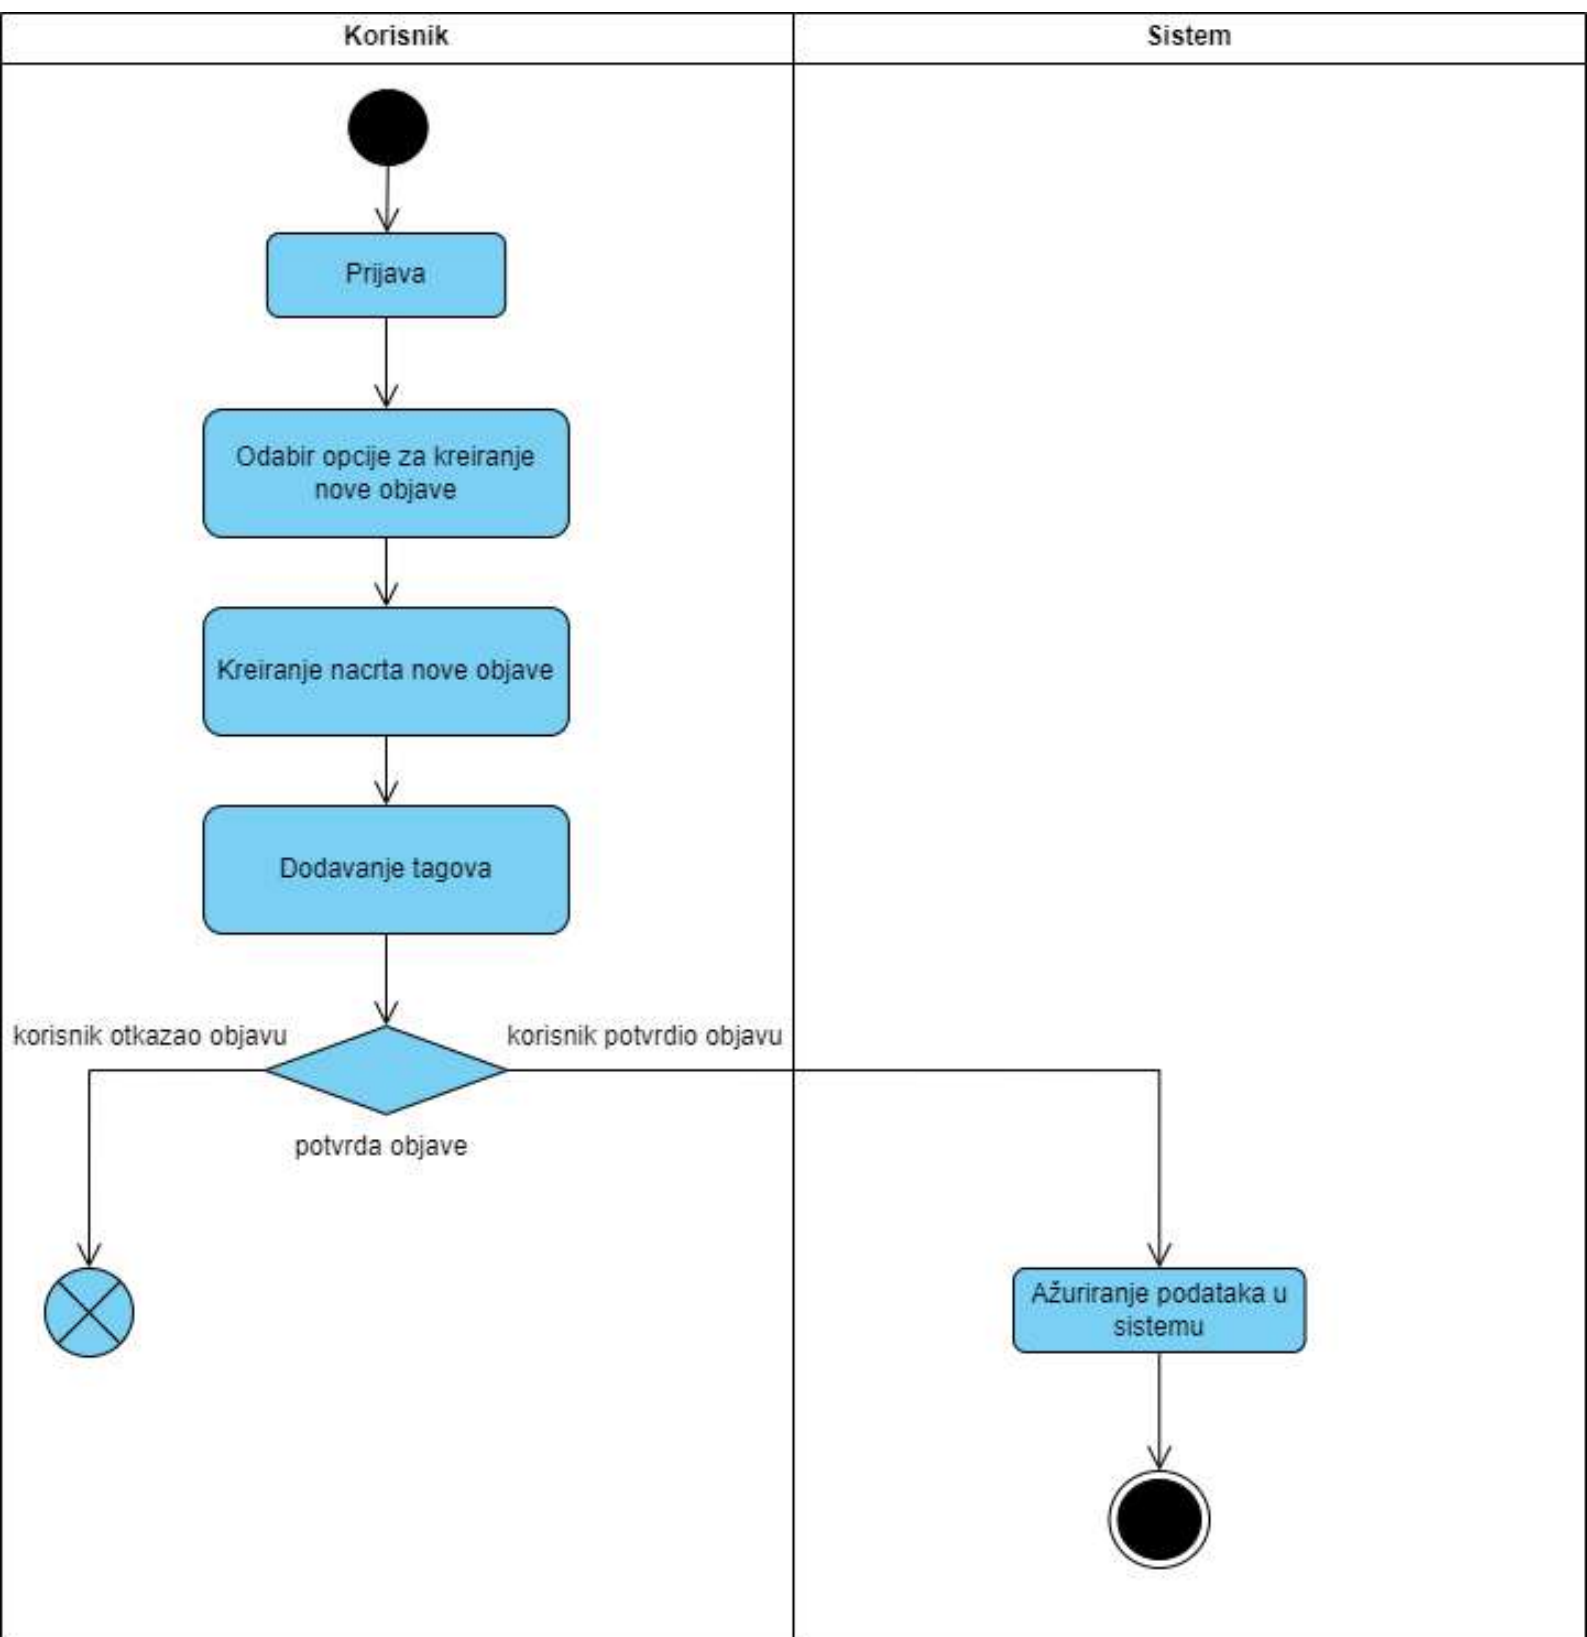 Korisnik
Sistem
Prijava
Odabir opcije za kreiranje
nove objave
Kreiranje nacrta nove objave
Dodavanje tagova
korisnik otkazao objavu
korisnik potvrdio objavu
potvrda objave
Ažuriranje podataka u
sistemu